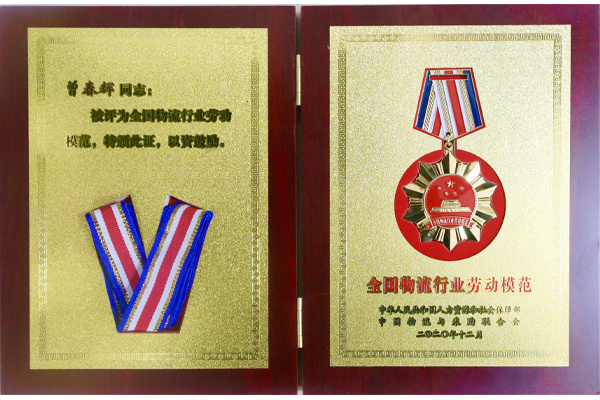 曾春辉同志：
被评为全国物流行业劳动
模范，特颁此证，以资鼓励。
全国物流行业劳动模范
中华人民共和国人力资源和社会保障部
中国物流与采购联合会
二〇二〇年十二月